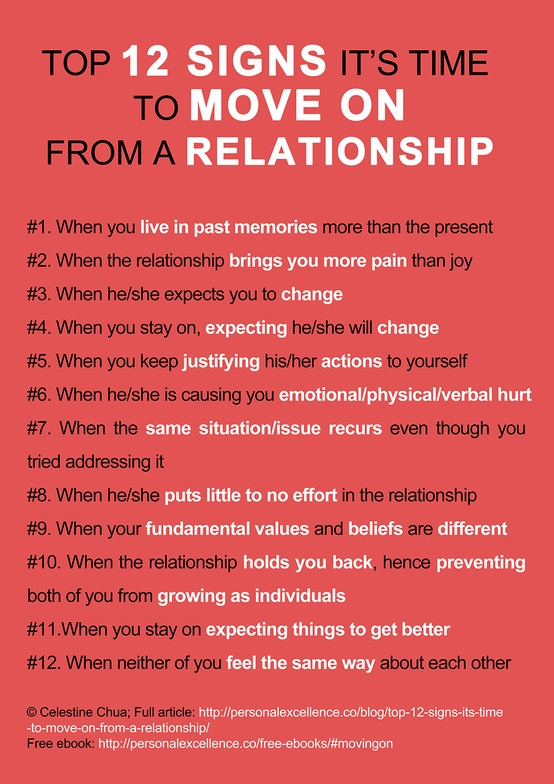 TOP 12 SIGNS IT'S TIME
TO MOVE ON
FROM A RELATIONSHIP
#1. When you live in past memories more than the present
#2. When the relationship brings you more pain than joy
#3. When he/she expects you to change
#4. When you stay on, expecting he/she will change
#5. When you keep justifying his/her actions to yourself
#6. When he/she is causing you emotional/physical/verbal hurt
#7. When the same situation/issue recurs even though you
tried addressing it
#8. When he/she puts little to no effort in the relationship
#9. When your fundamental values and beliefs are different
#10. When the relationship holds you back, hence preventing
both of you from growing as individuals
#11.When you stay on expecting things to get better
#12. When neither of you feel the same way about each other
© Celestine Chua; Full article: http://personalexcellence.co/blog/top-12-signs-its-time
-to-move-on-from-a-relationship/
Free ebook: http://personalexcellence.co/free-ebooks/#movingon